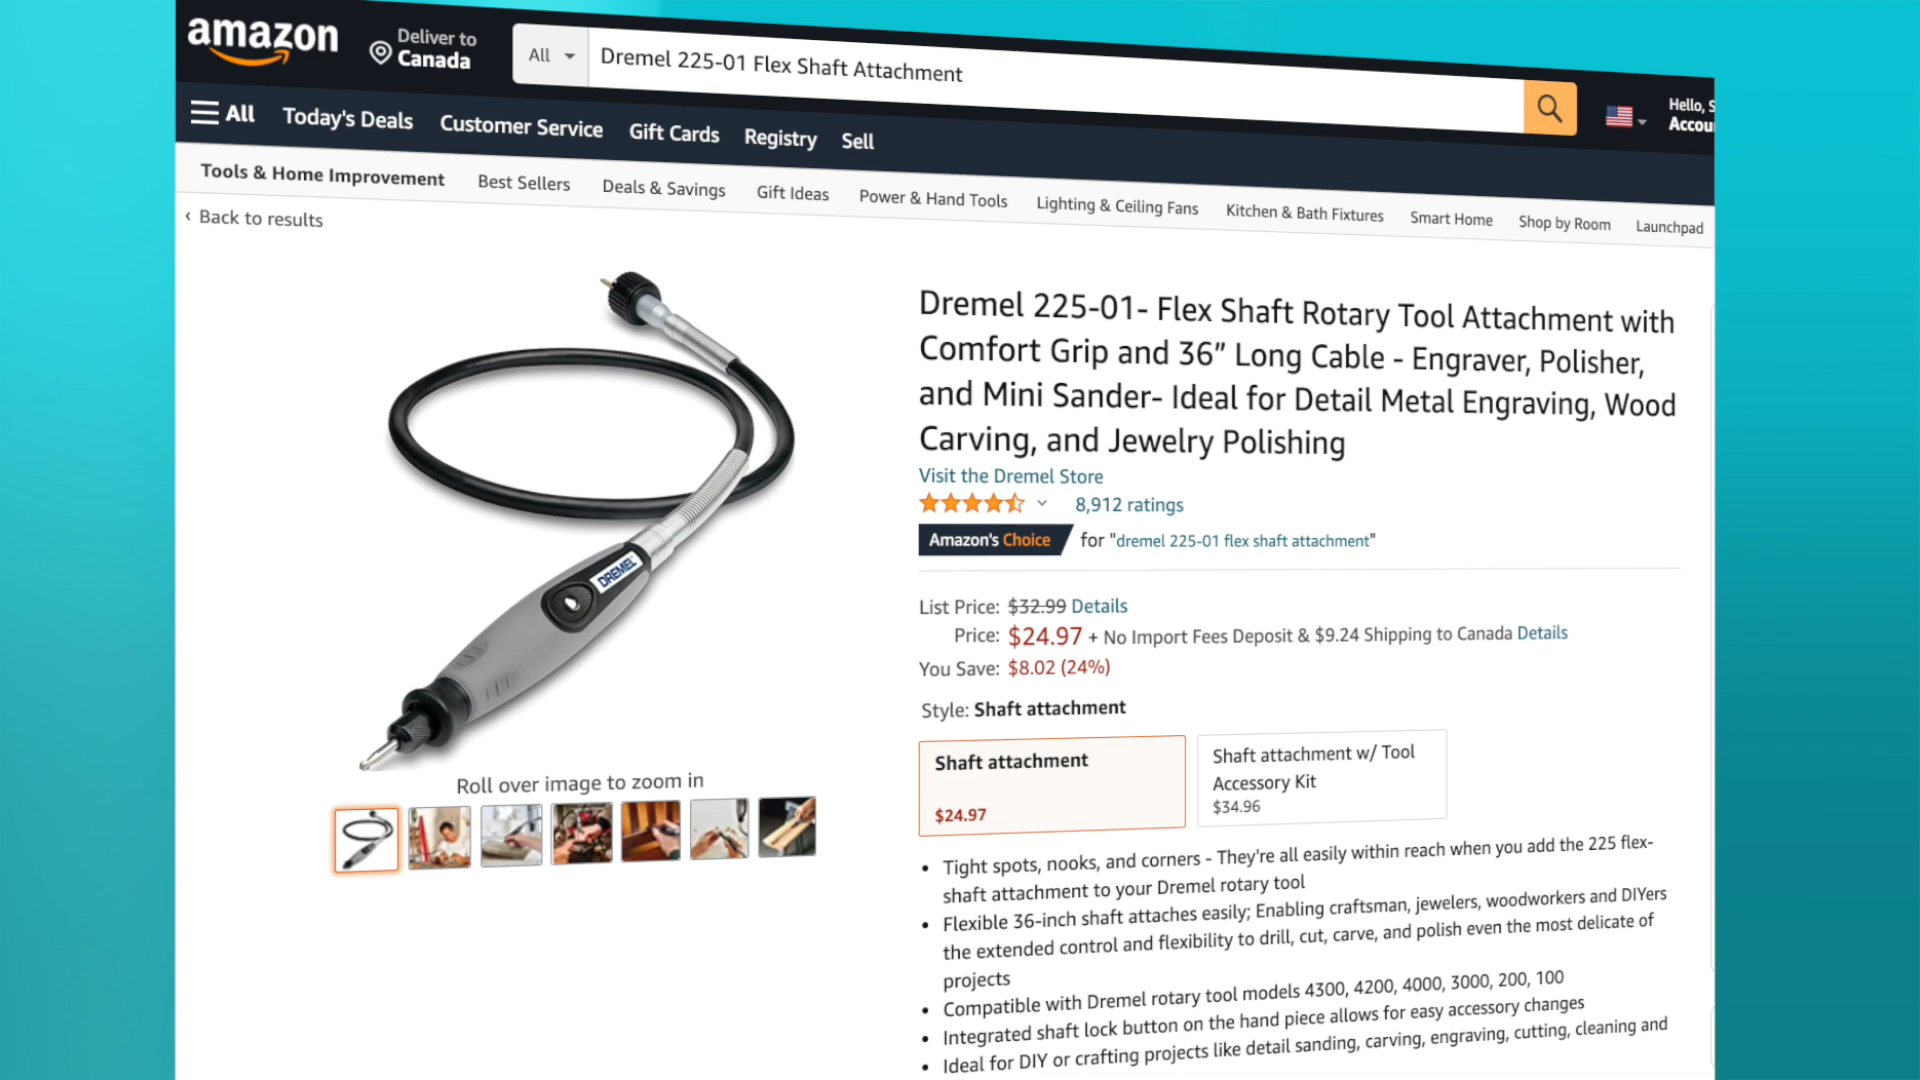 amazon
Deliver to
Canada
All
Dremel 225-01 Flex Shaft Attachment
Hello, S
Accou
All
Today's Deals
Customer Service
Gift Cards
Registry
Sell
Tools & Home Improvement
Best Sellers
Deals & Savings
Gift Ideas
Power & Hand Tools
Lighting & Ceiling Fans
Kitchen & Bath Fixtures
Smart Home
Shop by Room
Launchpad
‹ Back to results
DREMEL
Roll over image to zoom in
Dremel 225-01- Flex Shaft Rotary Tool Attachment with
Comfort Grip and 36” Long Cable - Engraver, Polisher,
and Mini Sander- Ideal for Detail Metal Engraving, Wood
Carving, and Jewelry Polishing
Visit the Dremel Store
8,912 ratings
Amazon's Choice for "dremel 225-01 flex shaft attachment"
List Price: $32.99 Details
Price: $24.97 + No Import Fees Deposit & $9.24 Shipping to Canada Details
You Save: $8.02 (24%)
Style: Shaft attachment
Shaft attachment
$24.97
Shaft attachment w/ Tool
Accessory Kit
$34.96
• Tight spots, nooks, and corners - They're all easily within reach when you add the 225 flex-
shaft attachment to your Dremel rotary tool
• Flexible 36-inch shaft attaches easily; Enabling craftsman, jewelers, woodworkers and DIYers
the extended control and flexibility to drill, cut, carve, and polish even the most delicate of
projects
• Compatible with Dremel rotary tool models 4300, 4200, 4000, 3000, 200, 100
• Integrated shaft lock button on the hand piece allows for easy accessory changes
• Ideal for DIY or crafting projects like detail sanding, carving, engraving, cutting, cleaning and